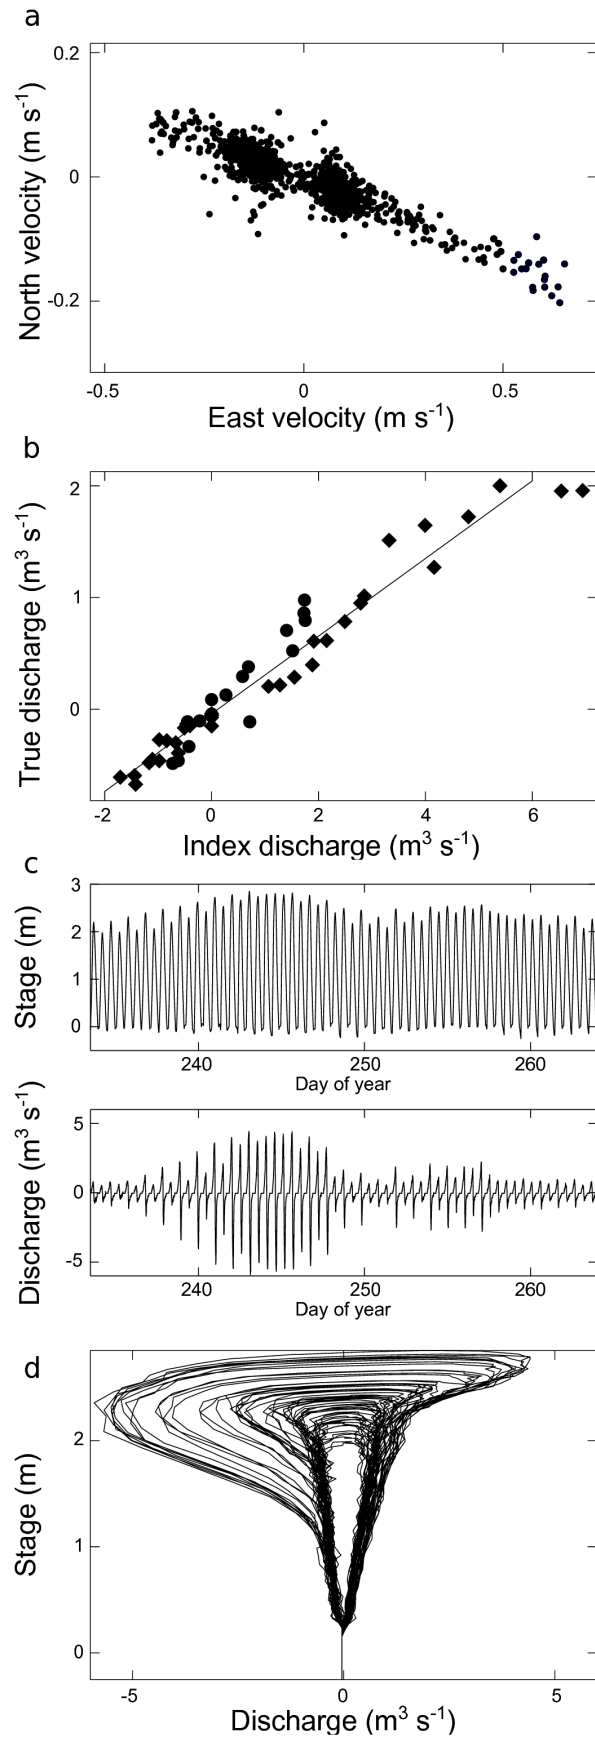 a
0.2
0
-0.2
North velocity (m s-1)
-0.5
0
0.5
East velocity (m s-1)
b
2
1
0
True discharge (m3 s-1)
-2
0
2
4
6
Index discharge (m3 s-1)
c
3
2
1
0
Stage (m)
240
250
260
Day of year
5
0
-5
Discharge (m3 s-1)
240
250
260
Day of year
d
2
1
0
Stage (m)
-5
0
5
Discharge (m3 s-1)